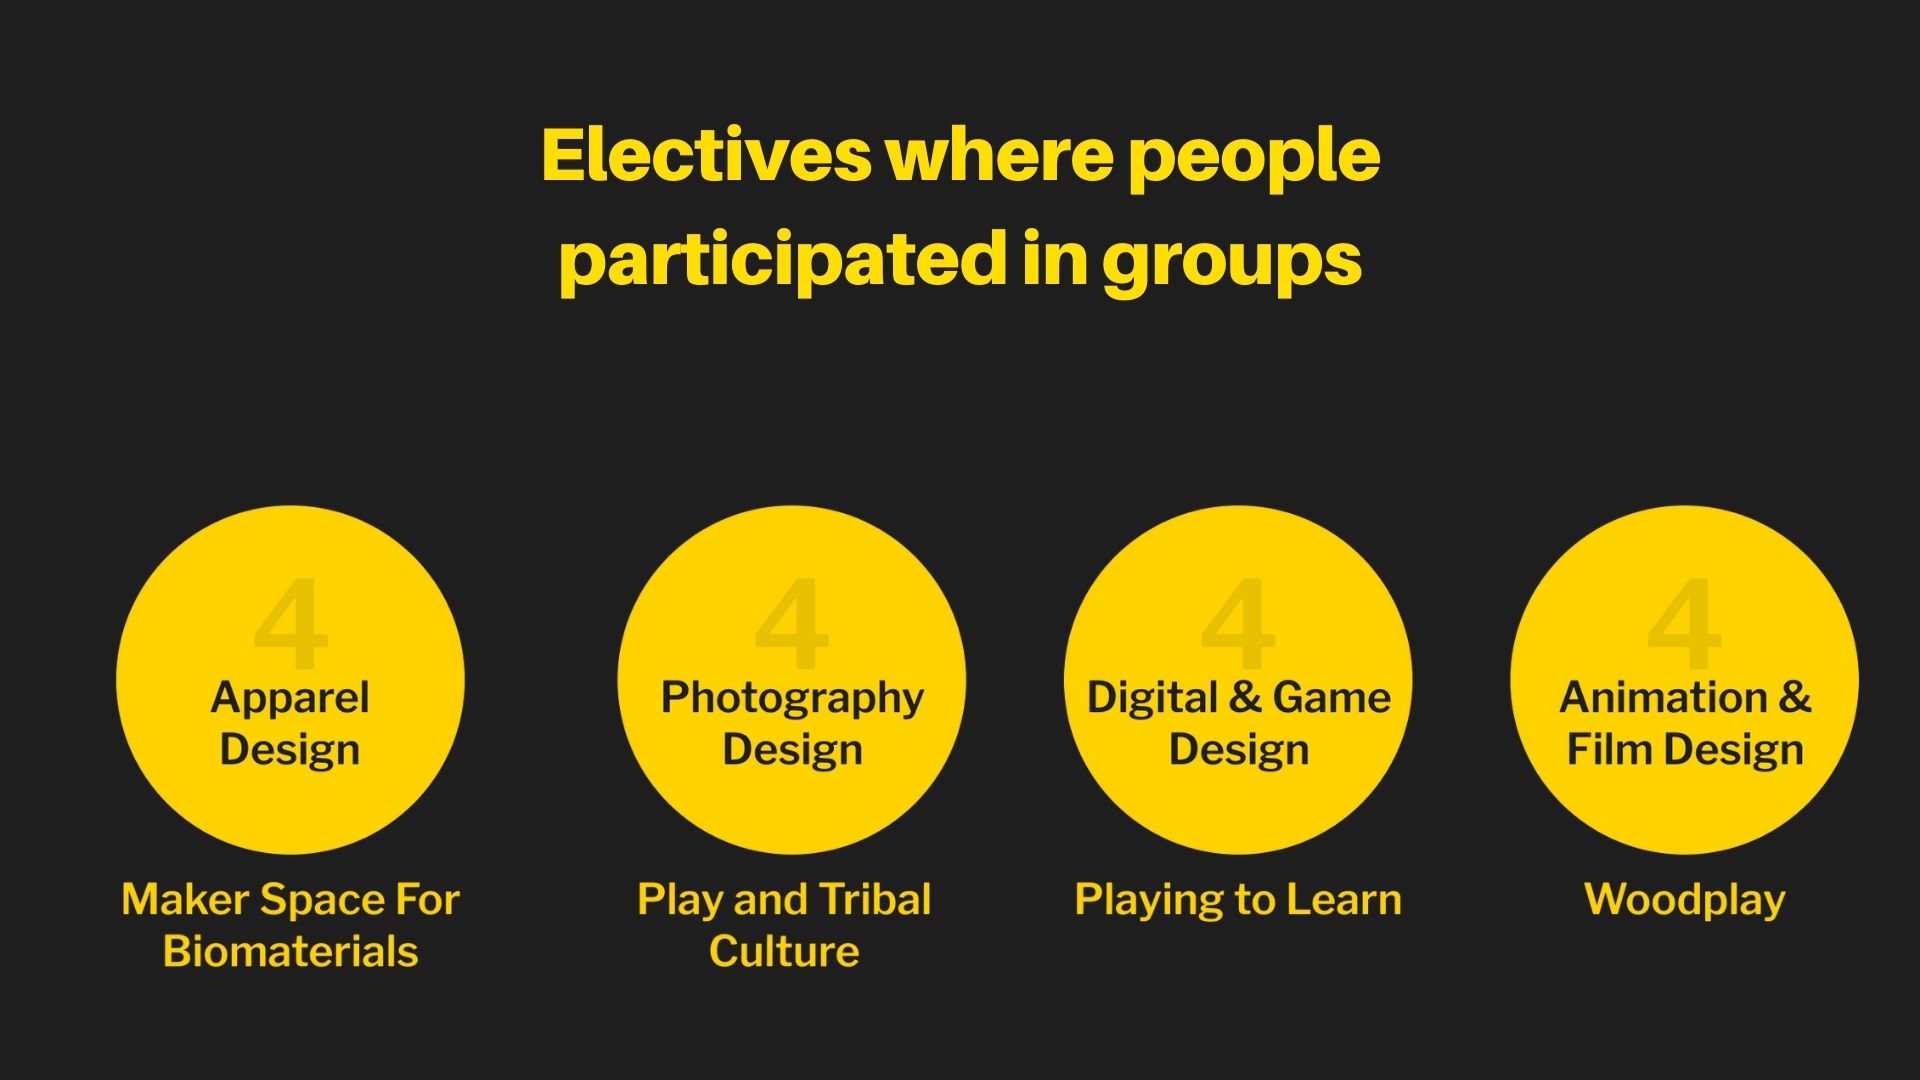 Electives where people
participated in groups
4
Apparel
Design
Maker Space For
Biomaterials
4
Photography
Design
Play and Tribal
Culture
4
Digital & Game
Design
Playing to Learn
4
Animation &
Film Design
Woodplay